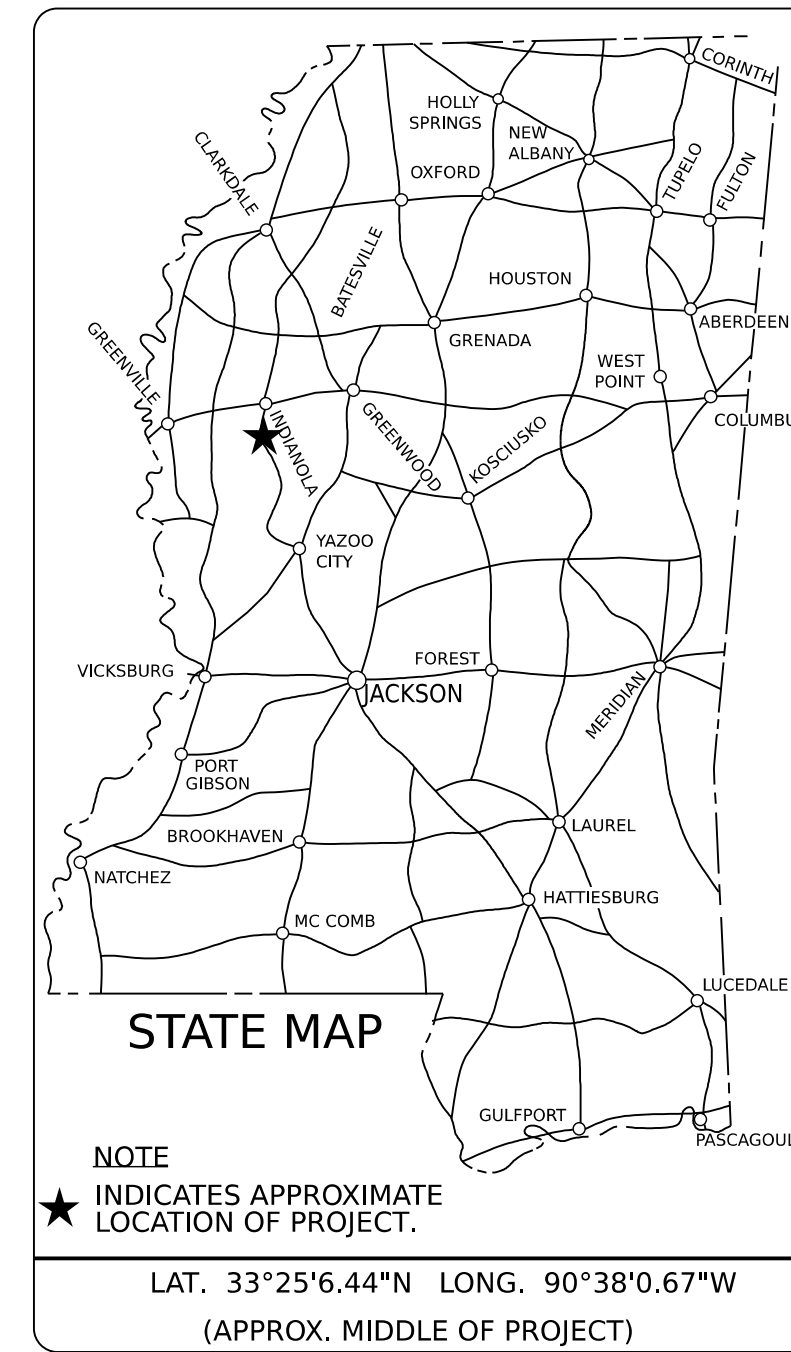 CORINTH
HOLLY
SPRINGS
NEW
ALBANY
CLARKDALE
OXFORD
TUPELO
FULTON
BATESVILLE
HOUSTON
ABERDEEN
GREENVILLE
GRENADA
WEST
POINT
COLUMBU
INDIANOLA
GREENWOOD
KOSCIUSKO
YAZOO
CITY
VICKSBURG
FOREST
JACKSON
MERIDIAN
PORT
GIBSON
BROOKHAVEN
LAUREL
NATCHEZ
HATTIESBURG
MC COMB
LUCEDALE
STATE MAP
GULFPORT
PASCAGOUL
NOTE
INDICATES APPROXIMATE
LOCATION OF PROJECT.
LAT. 33°25'6.44"N LONG. 90°38'0.67"W
(APPROX. MIDDLE OF PROJECT)